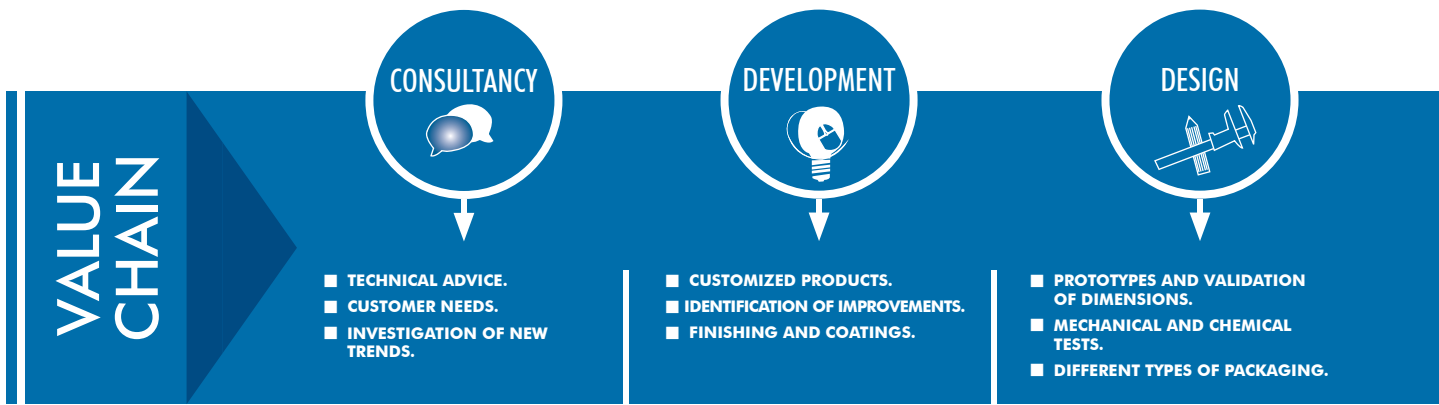 VALUE
CHAIN
CONSULTANCY
TECHNICAL ADVICE.
CUSTOMER NEEDS.
INVESTIGATION OF NEW
TRENDS.
DEVELOPMENT
CUSTOMIZED PRODUCTS.
IDENTIFICATION OF IMPROVEMENTS.
FINISHING AND COATINGS.
DESIGN
PROTOTYPES AND VALIDATION
OF DIMENSIONS.
MECHANICAL AND CHEMICAL
TESTS.
DIFFERENT TYPES OF PACKAGING.